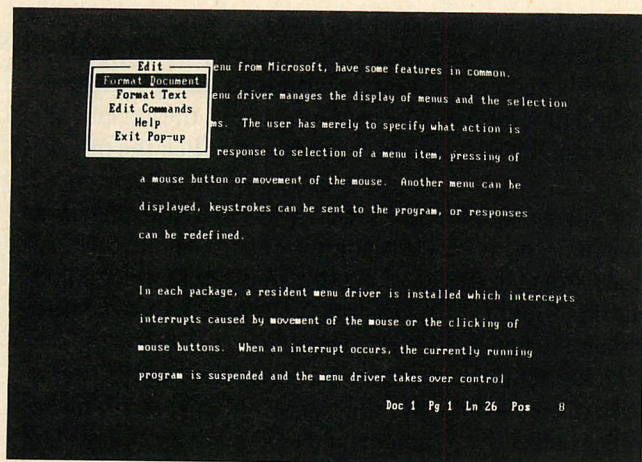 Edit
Format Document
Format Text
Edit Commands
Help
Exit Pop-up
enu from Microsoft, have some features in common.
enu driver manages the display of menus and the selection
ms. The user has merely to specify what action is
response to selection of a menu item, pressing of
a mouse button or movement of the mouse. Another menu can be
displayed, keystrokes can be sent to the program, or responses
can be redefined.
In each package, a resident menu driver is installed which intercepts
interrupts caused by movement of the mouse or the clicking of
mouse buttons. When an interrupt occurs, the currently running
program is suspended and the menu driver takes over control
Doc 1 Pg 1 Ln 26 Pos 8